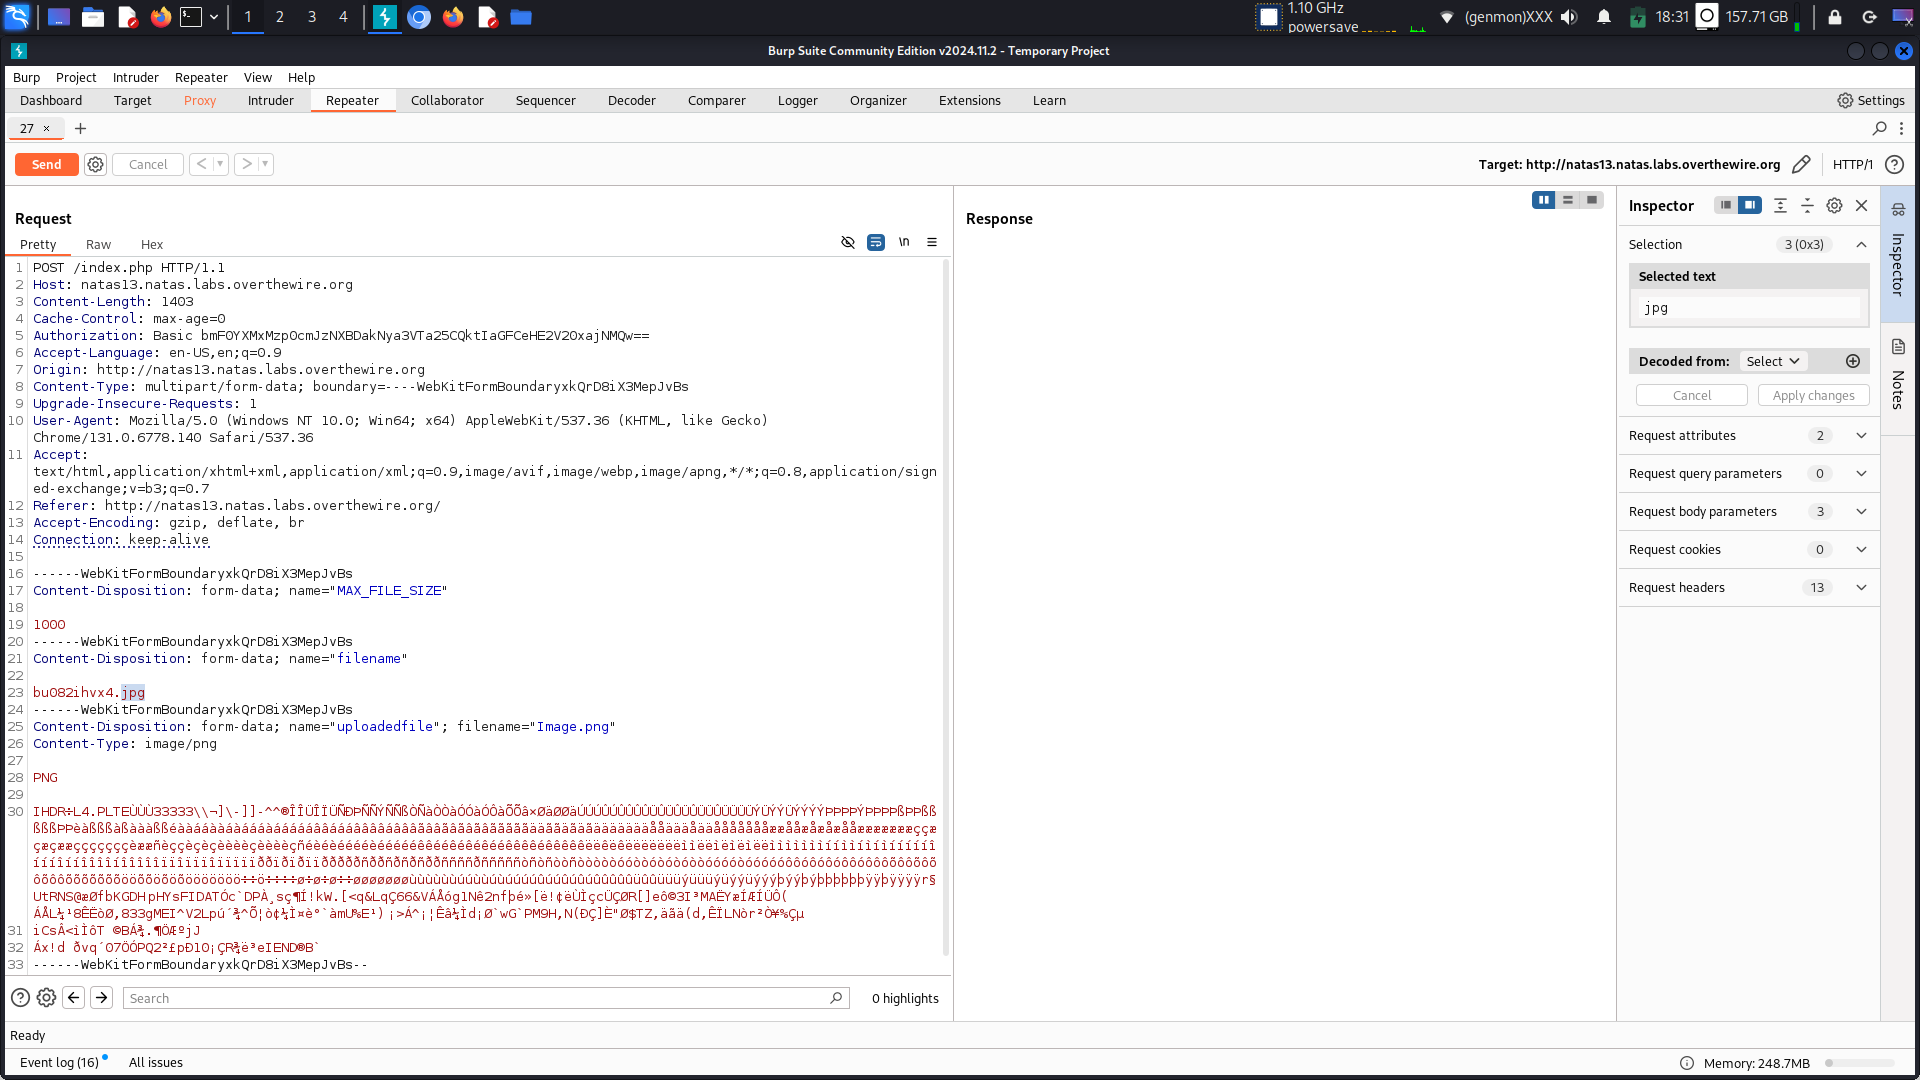 1 2 3 4
1.10 GHz
powersave
(genmon)XXX
18:31
157.71 GB
Burp Suite Community Edition v2024.11.2 - Temporary Project
Burp Project Intruder Repeater View Help
Dashboard Target Proxy Intruder Repeater Collaborator Sequencer Decoder Comparer Logger Organizer Extensions Learn Settings
27 × +
Send Cancel < >
Target: http://natas13.natas.labs.overthewire.org HTTP/1
Request
Pretty Raw Hex \n
1 POST /index.php HTTP/1.1
2 Host: natas13.natas.labs.overthewire.org
3 Content-Length: 1403
4 Cache-Control: max-age=0
5 Authorization: Basic
6 Accept-Language: en-US,en;q=0.9
7 Origin: http://natas13.natas.labs.overthewire.org
8 Content-Type: multipart/form-data; boundary=----WebKitFormBoundaryxkQrD8iX3MepJvBs
9 Upgrade-Insecure-Requests: 1
10 User-Agent: Mozilla/5.0 (Windows NT 10.0; Win64; x64) AppleWebKit/537.36 (KHTML, like Gecko)
Chrome/131.0.6778.140 Safari/537.36
11 Accept:
text/html,application/xhtml+xml,application/xml;q=0.9,image/avif,image/webp,image/apng,*/*;q=0.8,application/sign
ed-exchange;v=b3;q=0.7
12 Referer: http://natas13.natas.labs.overthewire.org/
13 Accept-Encoding: gzip, deflate, br
14 Connection: keep-alive
15
16 ------WebKitFormBoundaryxkQrD8iX3MepJvBs
17 Content-Disposition: form-data; name="MAX_FILE_SIZE"
18
19 1000
20 ------WebKitFormBoundaryxkQrD8iX3MepJvBs
21 Content-Disposition: form-data; name="filename"
22
23 bu082ihvx4.jpg
24 ------WebKitFormBoundaryxkQrD8iX3MepJvBs
25 Content-Disposition: form-data; name="uploadedfile"; filename="Image.png"
26 Content-Type: image/png
27
28 PNG
29
30
31
32
33 ------WebKitFormBoundaryxkQrD8iX3MepJvBs--
Search
0 highlights
Response
Inspector
Selection 3 (0x3)
Selected text
jpg
Decoded from: Select
Cancel Apply changes
Request attributes 2
Request query parameters 0
Request body parameters 3
Request cookies 0
Request headers 13
Inspector
Notes
Ready
Event log (16) All issues
Memory: 248.7MB